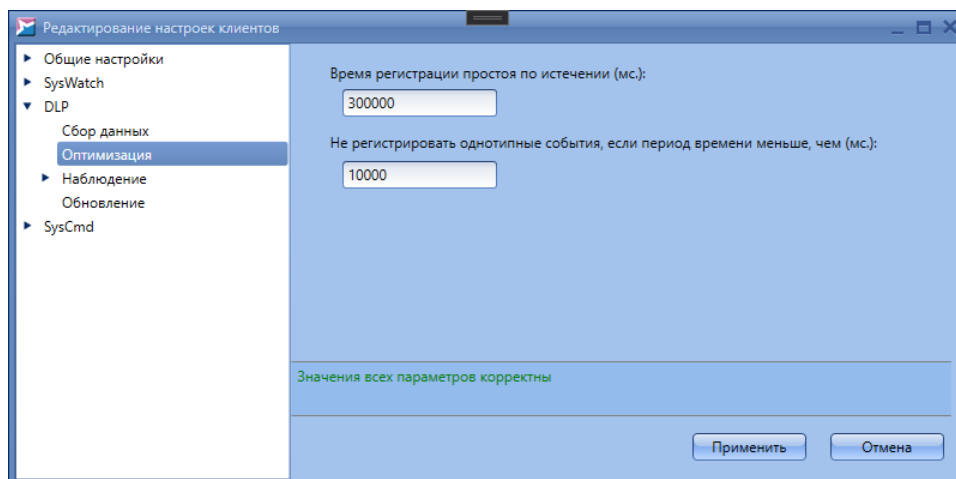 Редактирование настроек клиентов
Общие настройки
SysWatch
DLP
Сбор данных
Оптимизация
Наблюдение
Обновление
SysCmd
Время регистрации простоя по истечении (мс.):
300000
Не регистрировать однотипные события, если период времени меньше, чем (мс.):
10000
Значения всех параметров корректны
Применить
Отмена